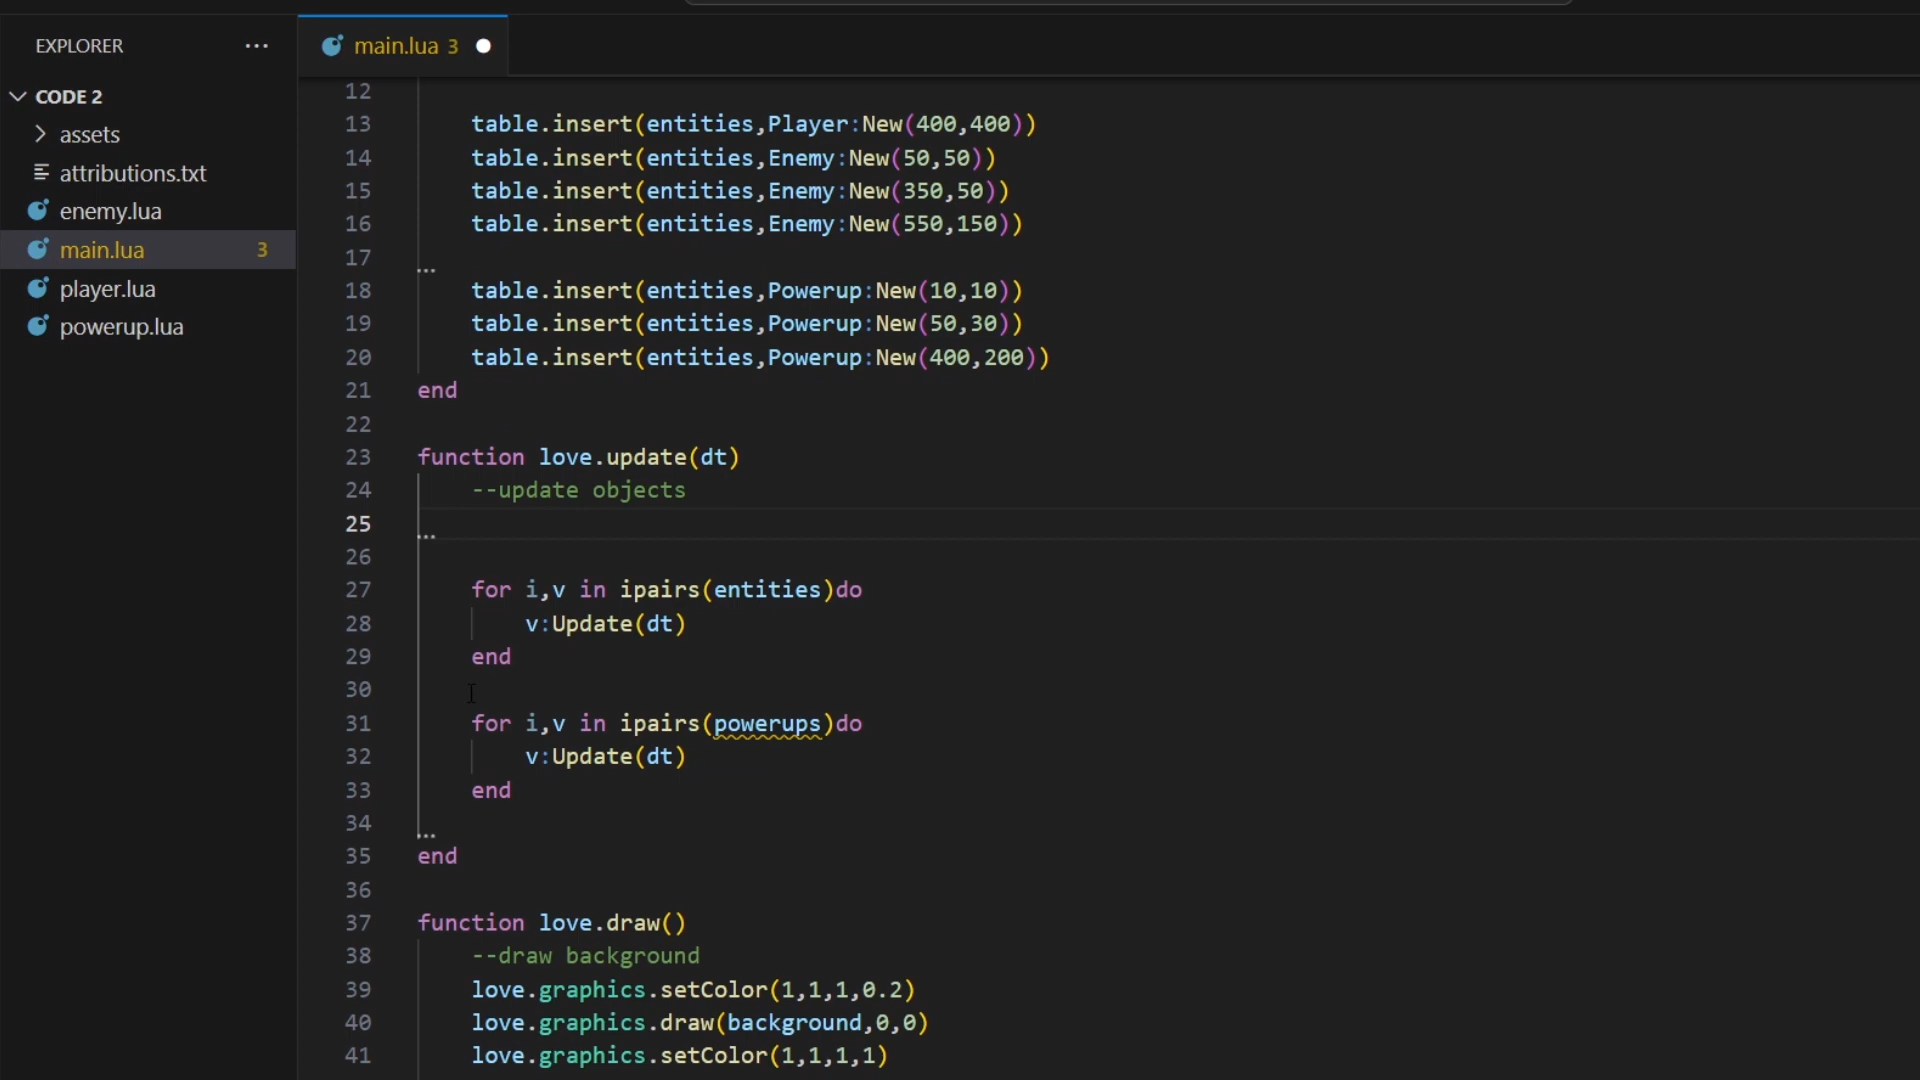 EXPLORER ...
CODE 2
assets
attributions.txt
enemy.lua
main.lua 3
player.lua
powerup.lua
main.lua 3
12
13 table.insert(entities,Player:New(400,400))
14 table.insert(entities,Enemy:New(50,50))
15 table.insert(entities,Enemy:New(350,50))
16 table.insert(entities,Enemy:New(550,150))
17
18 table.insert(entities,Powerup:New(10,10))
19 table.insert(entities,Powerup:New(50,30))
20 table.insert(entities,Powerup:New(400,200))
21 end
22
23 function love.update(dt)
24 --update objects
25
26
27 for i,v in ipairs(entities)do
28 v:Update(dt)
29 end
30
31 for i,v in ipairs(powerups)do
32 v:Update(dt)
33 end
34
35 end
36
37 function love.draw()
38 --draw background
39 love.graphics.setColor(1,1,1,0.2)
40 love.graphics.draw(background,0,0)
41 love.graphics.setColor(1,1,1,1)